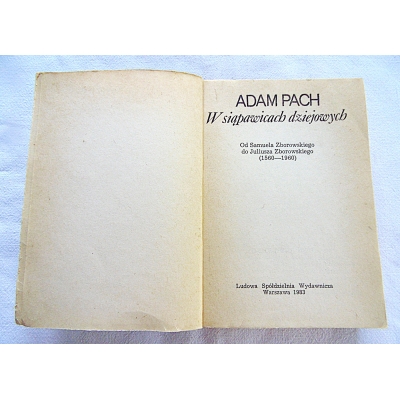 ADAM PACH
W siąpawicach dziejowych
Od Samuela Zborowskiego
do Juliusza Zborowskiego
(1560—1960)
Ludowa Spółdzielnia Wydawnicza
Warszawa 1983